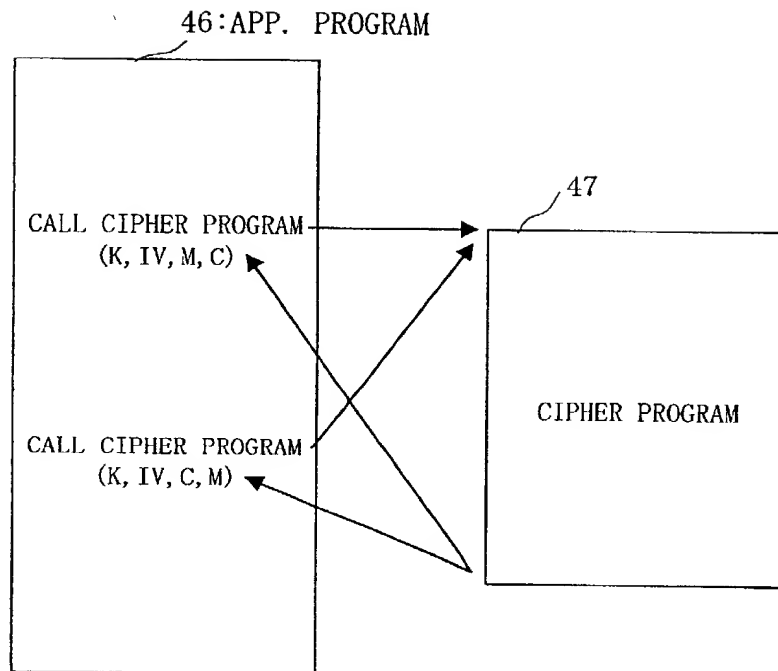 46:APP. PROGRAM
47
CALL CIPHER PROGRAM
(K, IV, M, C)
CIPHER PROGRAM
CALL CIPHER PROGRAM
(K, IV, C, M)